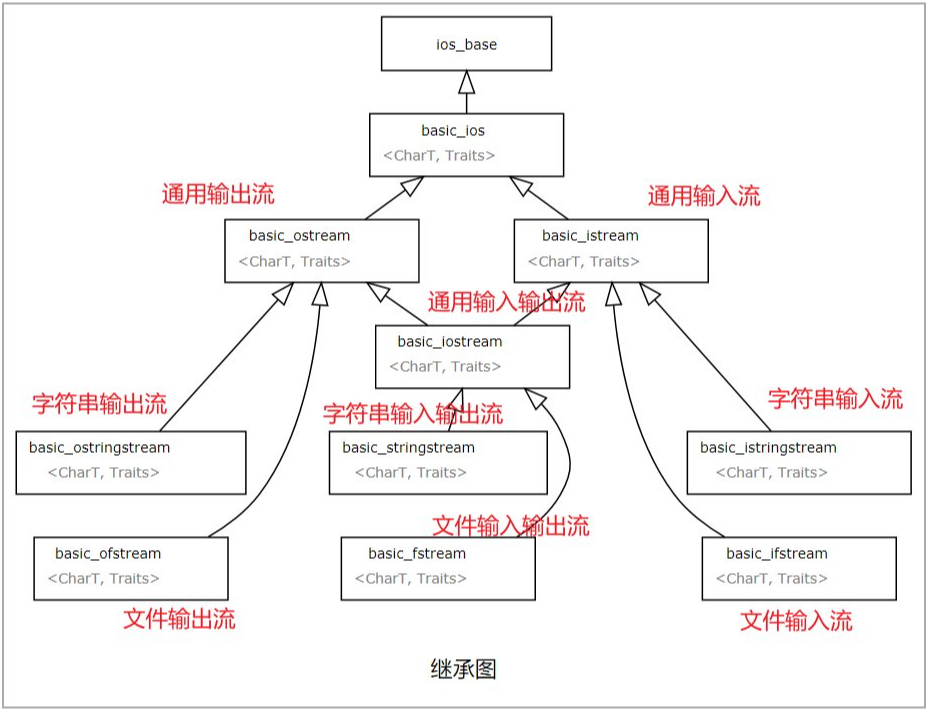 ios_base
basic_ios
<CharT, Traits>
通用输出流
通用输入流
basic_ostream
<CharT, Traits>
basic_istream
<CharT, Traits>
通用输入输出流
basic_iostream
<CharT, Traits>
字符串输出流
字符串输入输出流
字符串输入流
basic_ostringstream
<CharT, Traits>
basic_stringstream
<CharT, Traits>
basic_istringstream
<CharT, Traits>
文件输入输出流
basic_ofstream
<CharT, Traits>
basic_fstream
<CharT, Traits>
basic_ifstream
<CharT, Traits>
文件输出流
文件输入流
继承图